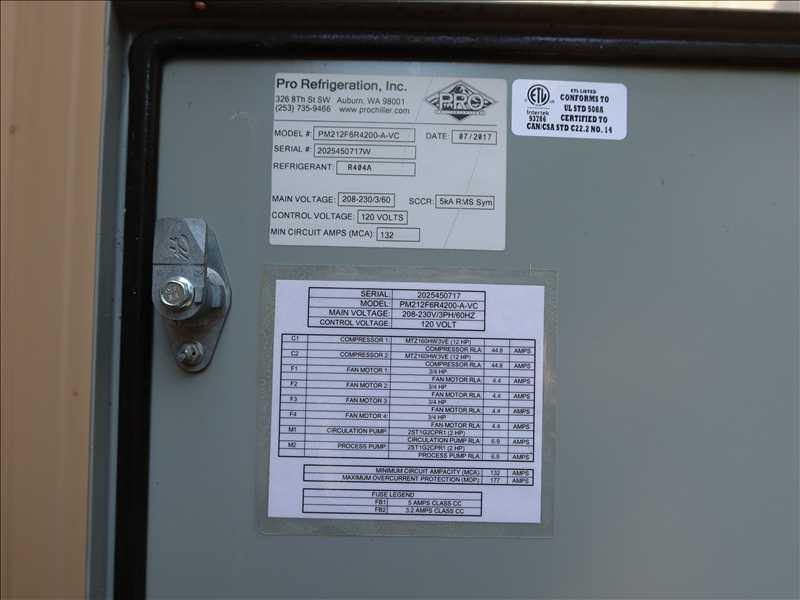 Pro Refrigeration, Inc.
326 8Th St SW Auburn, WA 98001
(253) 735-9466 www.prochiller.com
PRO
MODEL #: PM212F6R4200-A-VC DATE: 07/2017
SERIAL #: 2025450717W
REFRIGERANT: R404A
MAIN VOLTAGE: 208-230/3/60 SCCR: 5kA RMS Sym
CONTROL VOLTAGE: 120 VOLTS
MIN CIRCUIT AMPS (MCA): 132
ETL LISTED
CONFORMS TO
UL STD 508A
CERTIFIED TO
CAN/CSA STD C22.2 NO. 14
ETL
Intertek
93786
SERIAL: 2025450717
MODEL: PM212F6R4200-A-VC
MAIN VOLTAGE: 208-230V/3PH/60HZ
CONTROL VOLTAGE: 120 VOLT
C1 COMPRESSOR 1: MTZ160HW3VE (12 HP)
COMPRESSOR RLA: 44.8 AMPS
C2 COMPRESSOR 2: MTZ160HW3VE (12 HP)
COMPRESSOR RLA: 44.8 AMPS
F1 FAN MOTOR 1: 3/4 HP
FAN MOTOR RLA: 4.4 AMPS
F2 FAN MOTOR 2: 3/4 HP
FAN MOTOR RLA: 4.4 AMPS
F3 FAN MOTOR 3: 3/4 HP
FAN MOTOR RLA: 4.4 AMPS
F4 FAN MOTOR 4: 3/4 HP
FAN MOTOR RLA: 4.4 AMPS
M1 CIRCULATION PUMP: 2ST1G2CPR1 (2 HP)
CIRCULATION PUMP RLA: 6.9 AMPS
M2 PROCESS PUMP: 2ST1G2CPR1 (2 HP)
PROCESS PUMP RLA: 6.9 AMPS
MINIMUM CIRCUIT AMPACITY (MCA): 132 AMPS
MAXIMUM OVERCURRENT PROTECTION (MOP): 177 AMPS
FUSE LEGEND
FB1 5 AMPS CLASS CC
FB2 3.2 AMPS CLASS CC